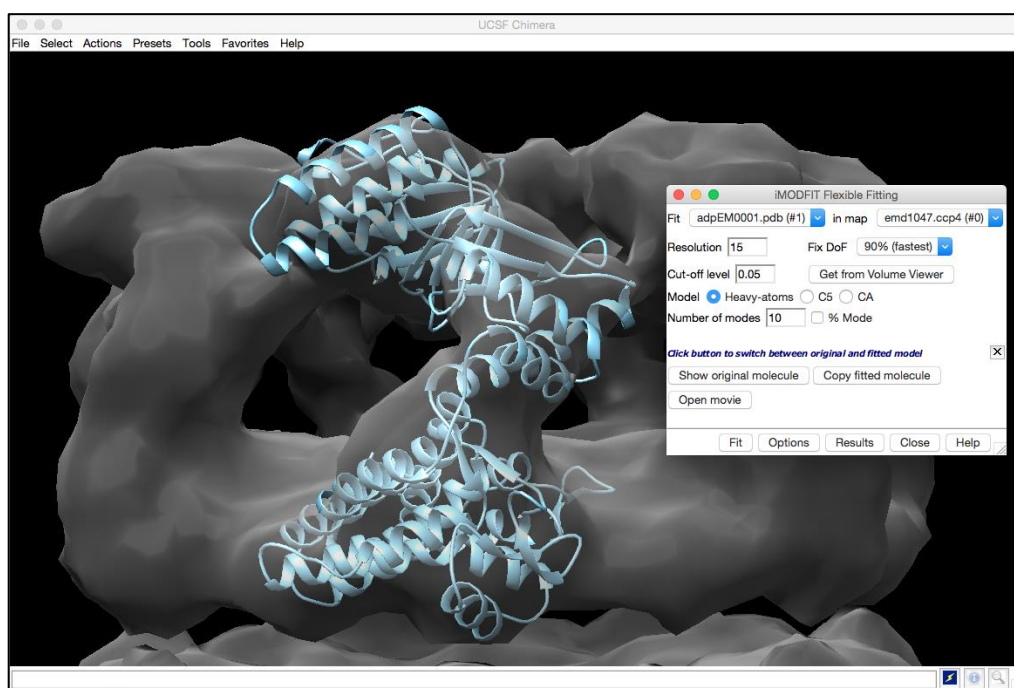 UCSF Chimera
File Select Actions Presets Tools Favorites Help
iMODFIT Flexible Fitting
Fit adpEM0001.pdb (#1) in map emd1047.ccp4 (#0)
Resolution 15 Fix DoF 90% (fastest)
Cut-off level 0.05 Get from Volume Viewer
Model Heavy-atoms C5 CA
Number of modes 10 % Mode
Click button to switch between original and fitted model
Show original molecule Copy fitted molecule
Open movie
Fit Options Results Close Help